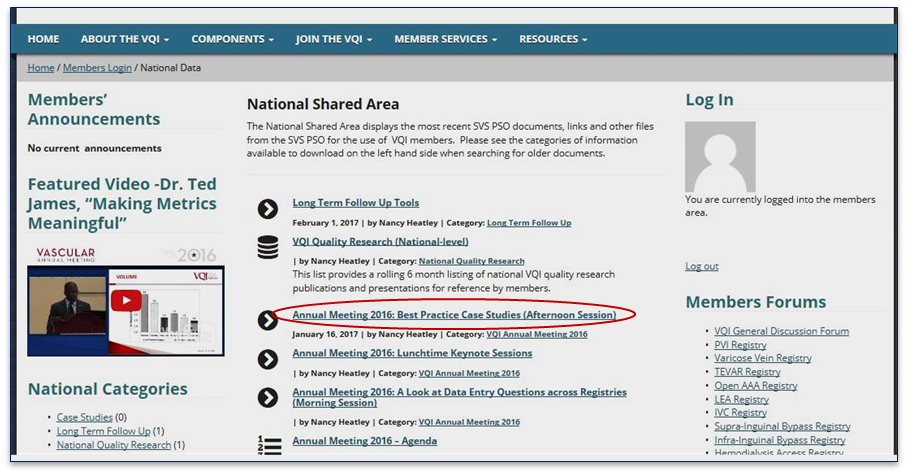 HOME ABOUT THE VQI COMPONENTS JOIN THE VQI MEMBER SERVICES RESOURCES
Home / Members Login / National Data
Members’
Announcements
No current announcements
Featured Video -Dr. Ted
James, “Making Metrics
Meaningful”
VASCULAR
ANNUAL MEETING
2016
VOLUME
VQI
National Categories
Case Studies (0)
Long Term Follow Up (1)
National Quality Research (1)
National Shared Area
The National Shared Area displays the most recent SVS PSO documents, links and other files
from the SVS PSO for the use of VQI members. Please see the categories of information
available to download on the left hand side when searching for older documents.
Long Term Follow Up Tools
February 1, 2017 | by Nancy Heatley | Category: Long Term Follow Up
VQI Quality Research (National-level)
| by Nancy Heatley | Category: National Quality Research
This list provides a rolling 6 month listing of national VQI quality research
publications and presentations for reference by members.
Annual Meeting 2016: Best Practice Case Studies (Afternoon Session)
January 16, 2017 | by Nancy Heatley | Category: VQI Annual Meeting 2016
Annual Meeting 2016: Lunchtime Keynote Sessions
| by Nancy Heatley | Category: VQI Annual Meeting 2016
Annual Meeting 2016: A Look at Data Entry Questions across Registries
(Morning Session)
| by Nancy Heatley | Category: VQI Annual Meeting 2016
1
2
Annual Meeting 2016 – Agenda
Log In
You are currently logged into the members
area.
Log out
Members Forums
VQI General Discussion Forum
PVI Registry
Varicose Vein Registry
TEVAR Registry
Open AAA Registry
LEA Registry
IVC Registry
Supra-Inguinal Bypass Registry
Infra-Inguinal Bypass Registry
Hemodialysis Access Registry